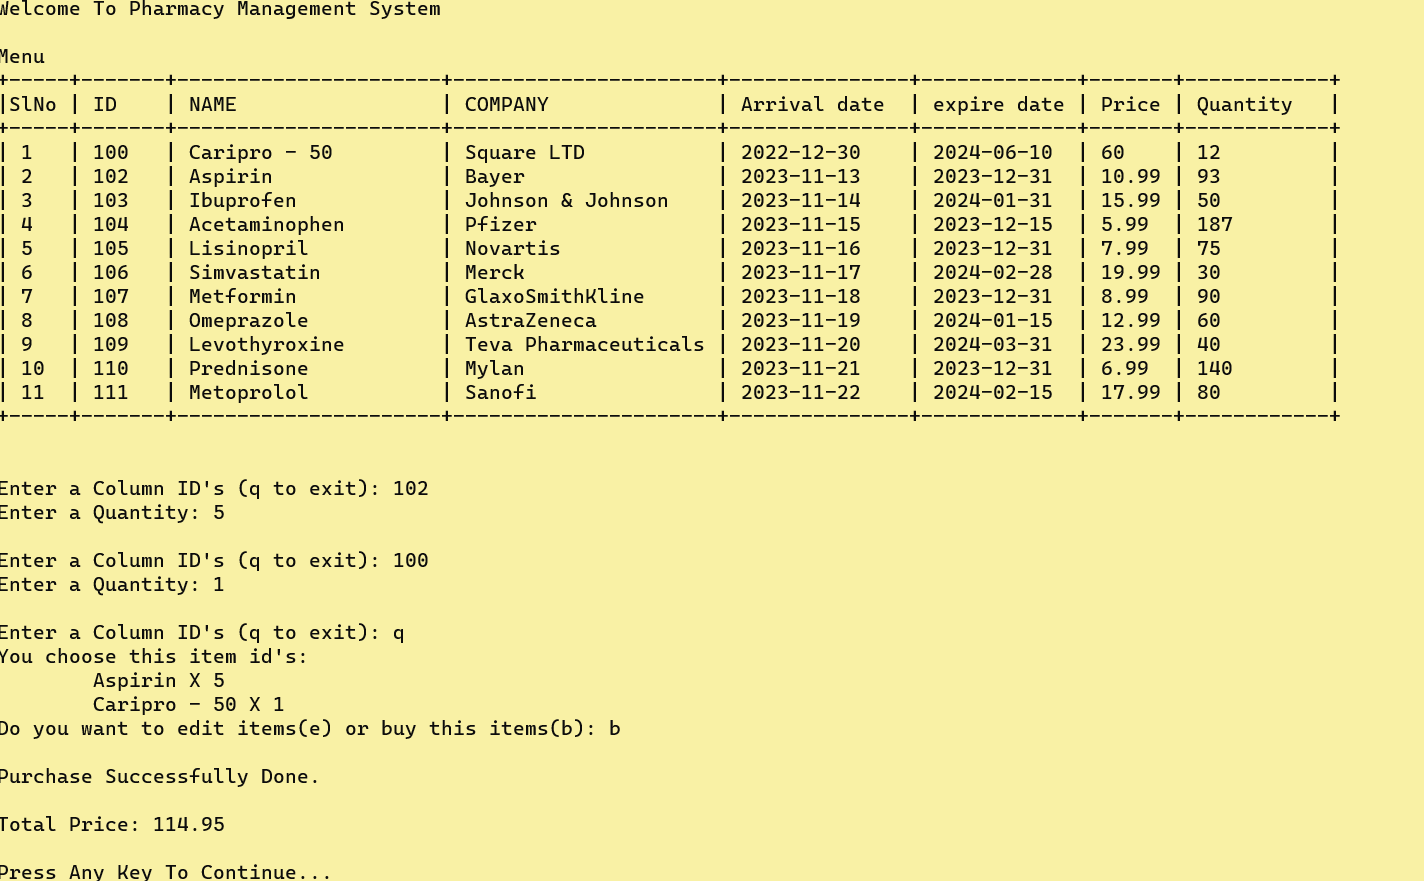 Welcome To Pharmacy Management System
Menu
+-----+-------+----------------------+----------------------+---------------+-------------+-------+------------+
|SlNo | ID    | NAME                 | COMPANY              | Arrival date  | expire date | Price | Quantity   |
+-----+-------+----------------------+----------------------+---------------+-------------+-------+------------+
| 1   | 100   | Caripro - 50         | Square LTD           | 2022-12-30    | 2024-06-10  | 60    | 12         |
| 2   | 102   | Aspirin              | Bayer                | 2023-11-13    | 2023-12-31  | 10.99 | 93         |
| 3   | 103   | Ibuprofen            | Johnson & Johnson    | 2023-11-14    | 2024-01-31  | 15.99 | 50         |
| 4   | 104   | Acetaminophen        | Pfizer               | 2023-11-15    | 2023-12-15  | 5.99  | 187        |
| 5   | 105   | Lisinopril           | Novartis             | 2023-11-16    | 2023-12-31  | 7.99  | 75         |
| 6   | 106   | Simvastatin          | Merck                | 2023-11-17    | 2024-02-28  | 19.99 | 30         |
| 7   | 107   | Metformin            | GlaxoSmithKline      | 2023-11-18    | 2023-12-31  | 8.99  | 90         |
| 8   | 108   | Omeprazole           | AstraZeneca          | 2023-11-19    | 2024-01-15  | 12.99 | 60         |
| 9   | 109   | Levothyroxine        | Teva Pharmaceuticals | 2023-11-20    | 2024-03-31  | 23.99 | 40         |
| 10  | 110   | Prednisone           | Mylan                | 2023-11-21    | 2023-12-31  | 6.99  | 140        |
| 11  | 111   | Metoprolol           | Sanofi               | 2023-11-22    | 2024-02-15  | 17.99 | 80         |
+-----+-------+----------------------+----------------------+---------------+-------------+-------+------------+
Enter a Column ID's (q to exit): 102
Enter a Quantity: 5
Enter a Column ID's (q to exit): 100
Enter a Quantity: 1
Enter a Column ID's (q to exit): q
You choose this item id's:
Aspirin X 5
Caripro - 50 X 1
Do you want to edit items(e) or buy this items(b): b
Purchase Successfully Done.
Total Price: 114.95
Press Any Key To Continue...